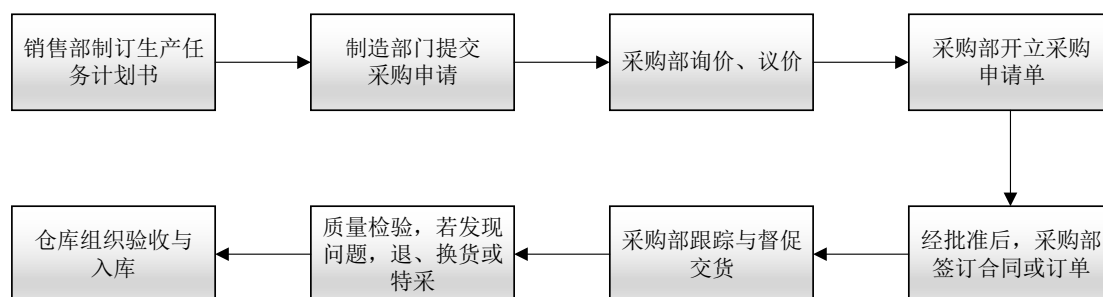 销售部制订生产任
务计划书
制造部门提交
采购申请
采购部询价、议价
采购部开立采购
申请单
经批准后，采购部
签订合同或订单
采购部跟踪与督促
交货
质量检验，若发现
问题，退、换货或
特采
仓库组织验收与
入库